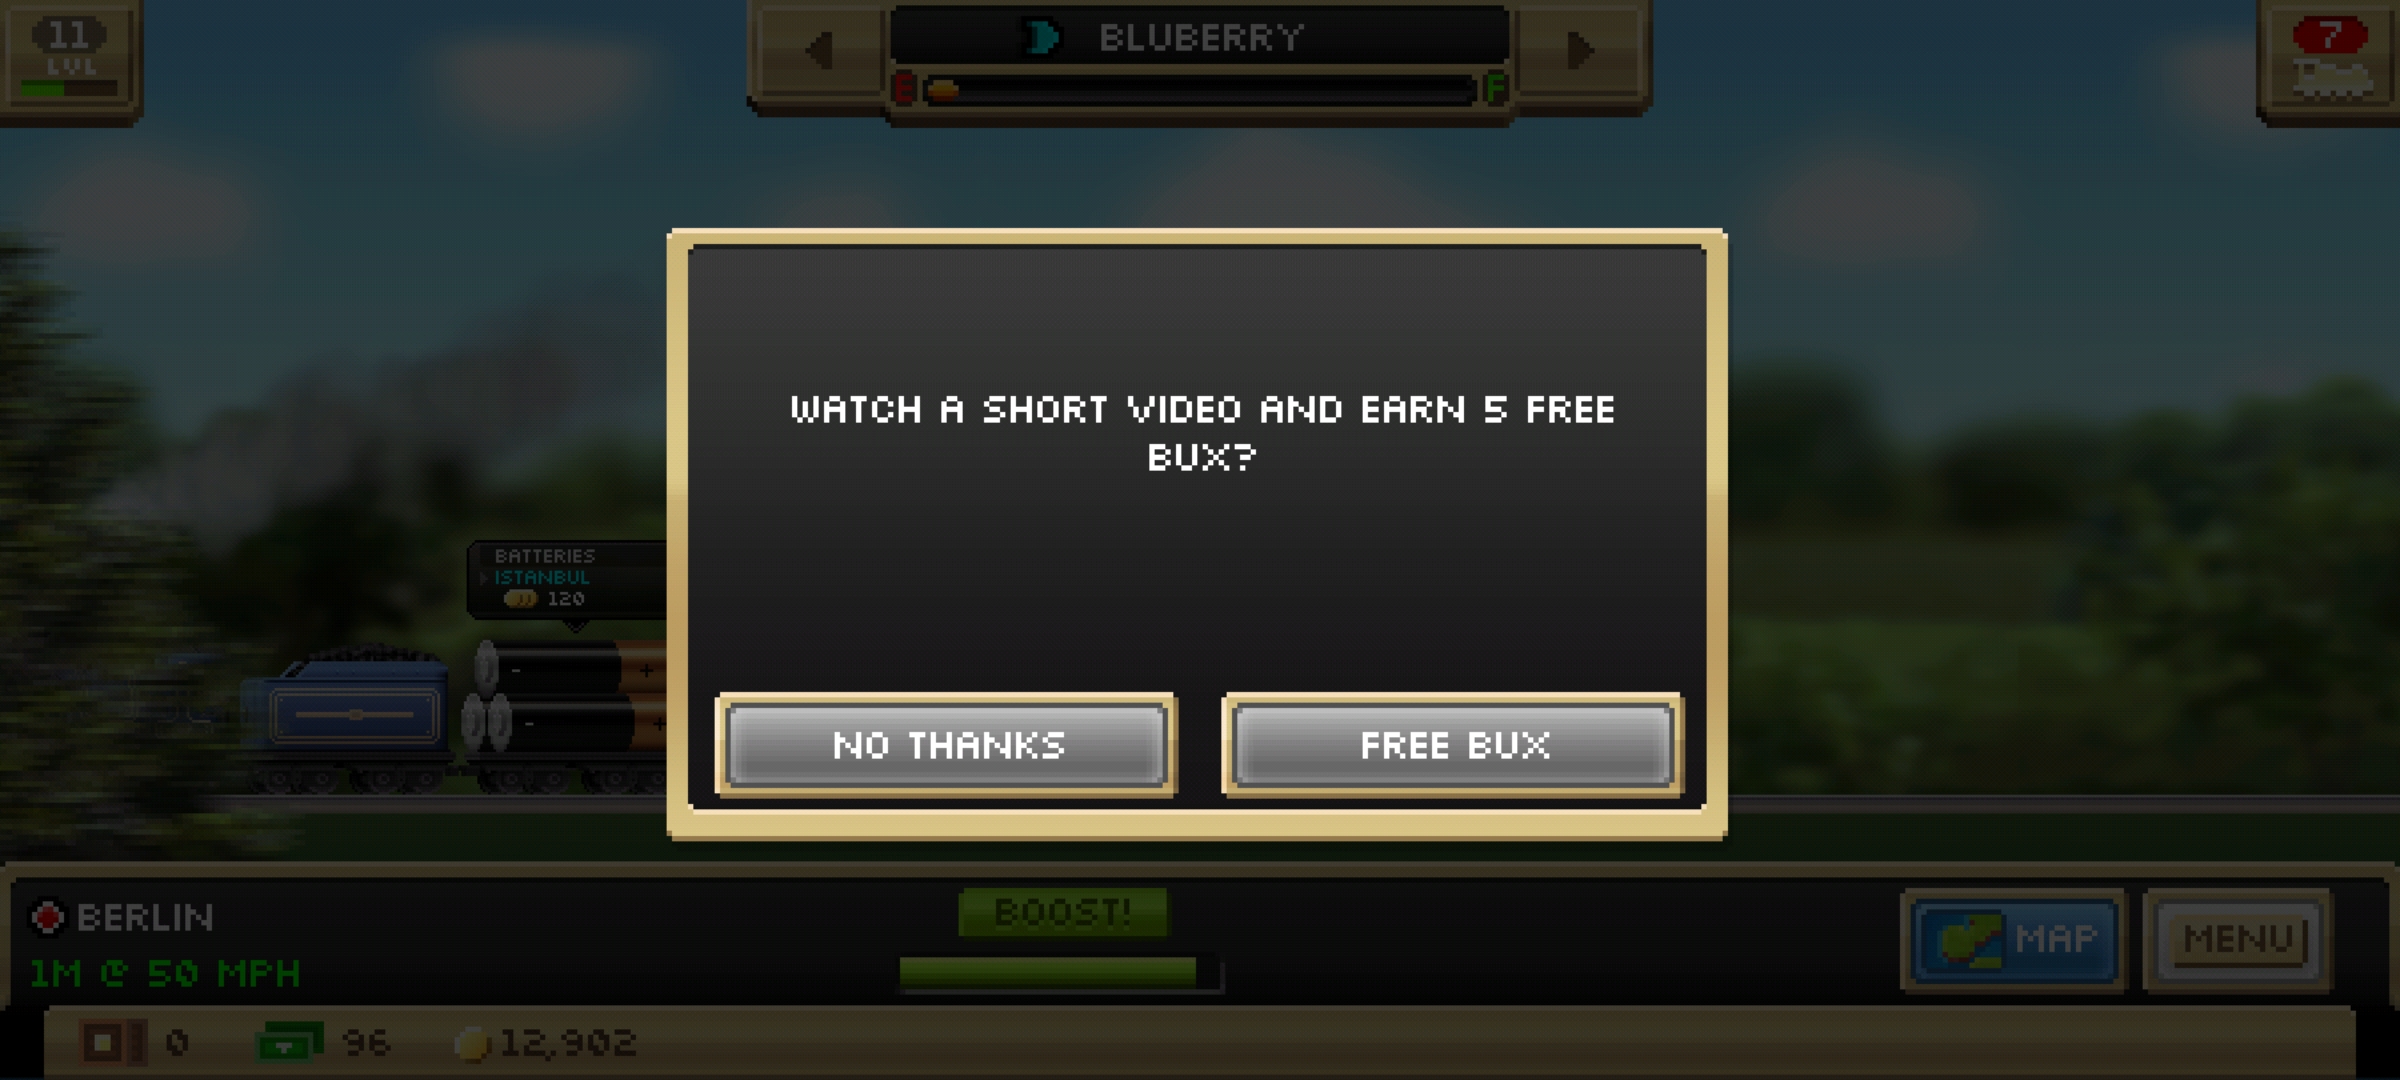 11
LVL
BLUBERRY
E F
7
WATCH A SHORT VIDEO AND EARN 5 FREE
BUX?
BATTERIES
ISTANBUL
120
- +
- +
NO THANKS
FREE BUX
BERLIN
1M @ 50 MPH
BOOST!
MAP
MENU
0
96
12,902